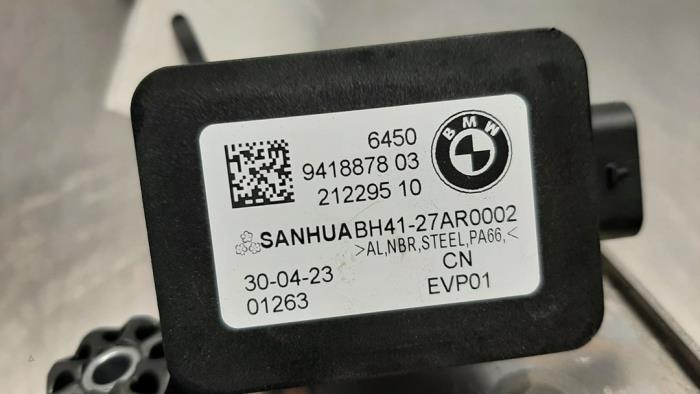 6450
9418878 03
212295 10
BMW
SANHUA BH41-27AR0002
>AL,NBR,STEEL,PA66,<
30-04-23
CN
01263
EVP01